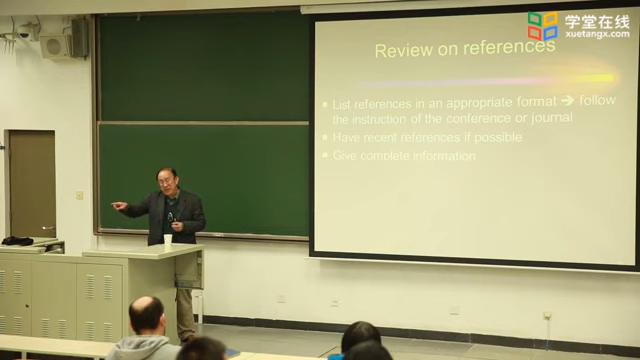 学堂在线
xuetangx.com
Review on references
List references in an appropriate format ➔ follow
the instruction of the conference or journal
Have recent references if possible
Give complete information